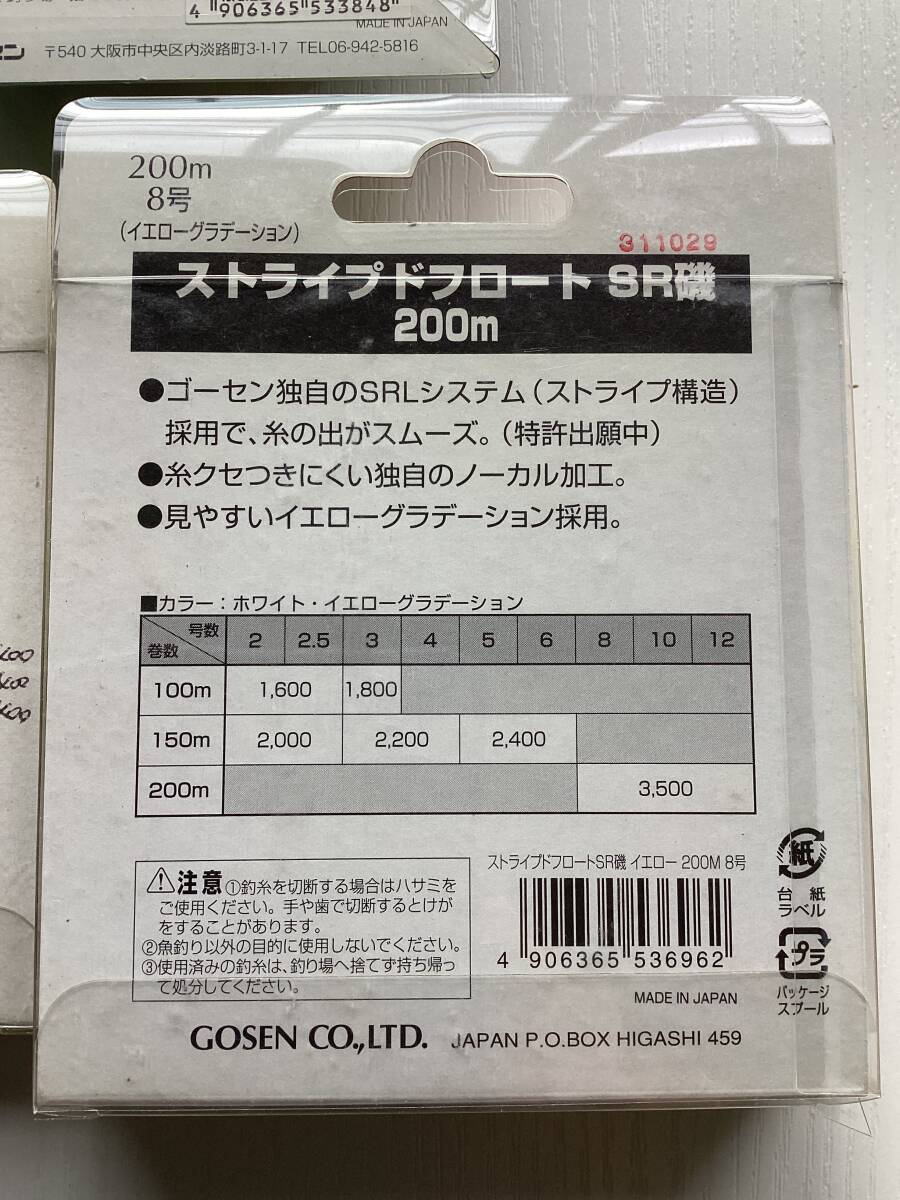 4 906365 533848
MADE IN JAPAN
〒540 大阪市中央区内淡路町3-1-17 TEL06-942-5816
200m
8号
(イエローグラデーション)
311029
ストライプドフロート SR磯
200m
●ゴーセン独自のSRLシステム(ストライプ構造)
採用で、糸の出がスムーズ。(特許出願中)
●糸クセつきにくい独自のノーカル加工。
●見やすいイエローグラデーション採用。
■カラー:ホワイト・イエローグラデーション
号数
巻数
2 2.5 3 4 5 6 8 10 12
100m 1,600 1,800
150m 2,000 2,200 2,400
200m 3,500
注意 ①釣糸を切断する場合はハサミを
ご使用ください。手や歯で切断するとけが
をすることがあります。
②魚釣り以外の目的に使用しないでください。
③使用済みの釣糸は、釣り場へ捨てず持ち帰っ
て処分してください。
ストライプドフロートSR磯 イエロー 200M 8号
4 906365 536962
MADE IN JAPAN
紙
台 紙
ラベル
プラ
パッケージ
スプール
GOSEN CO.,LTD. JAPAN P.O.BOX HIGASHI 459